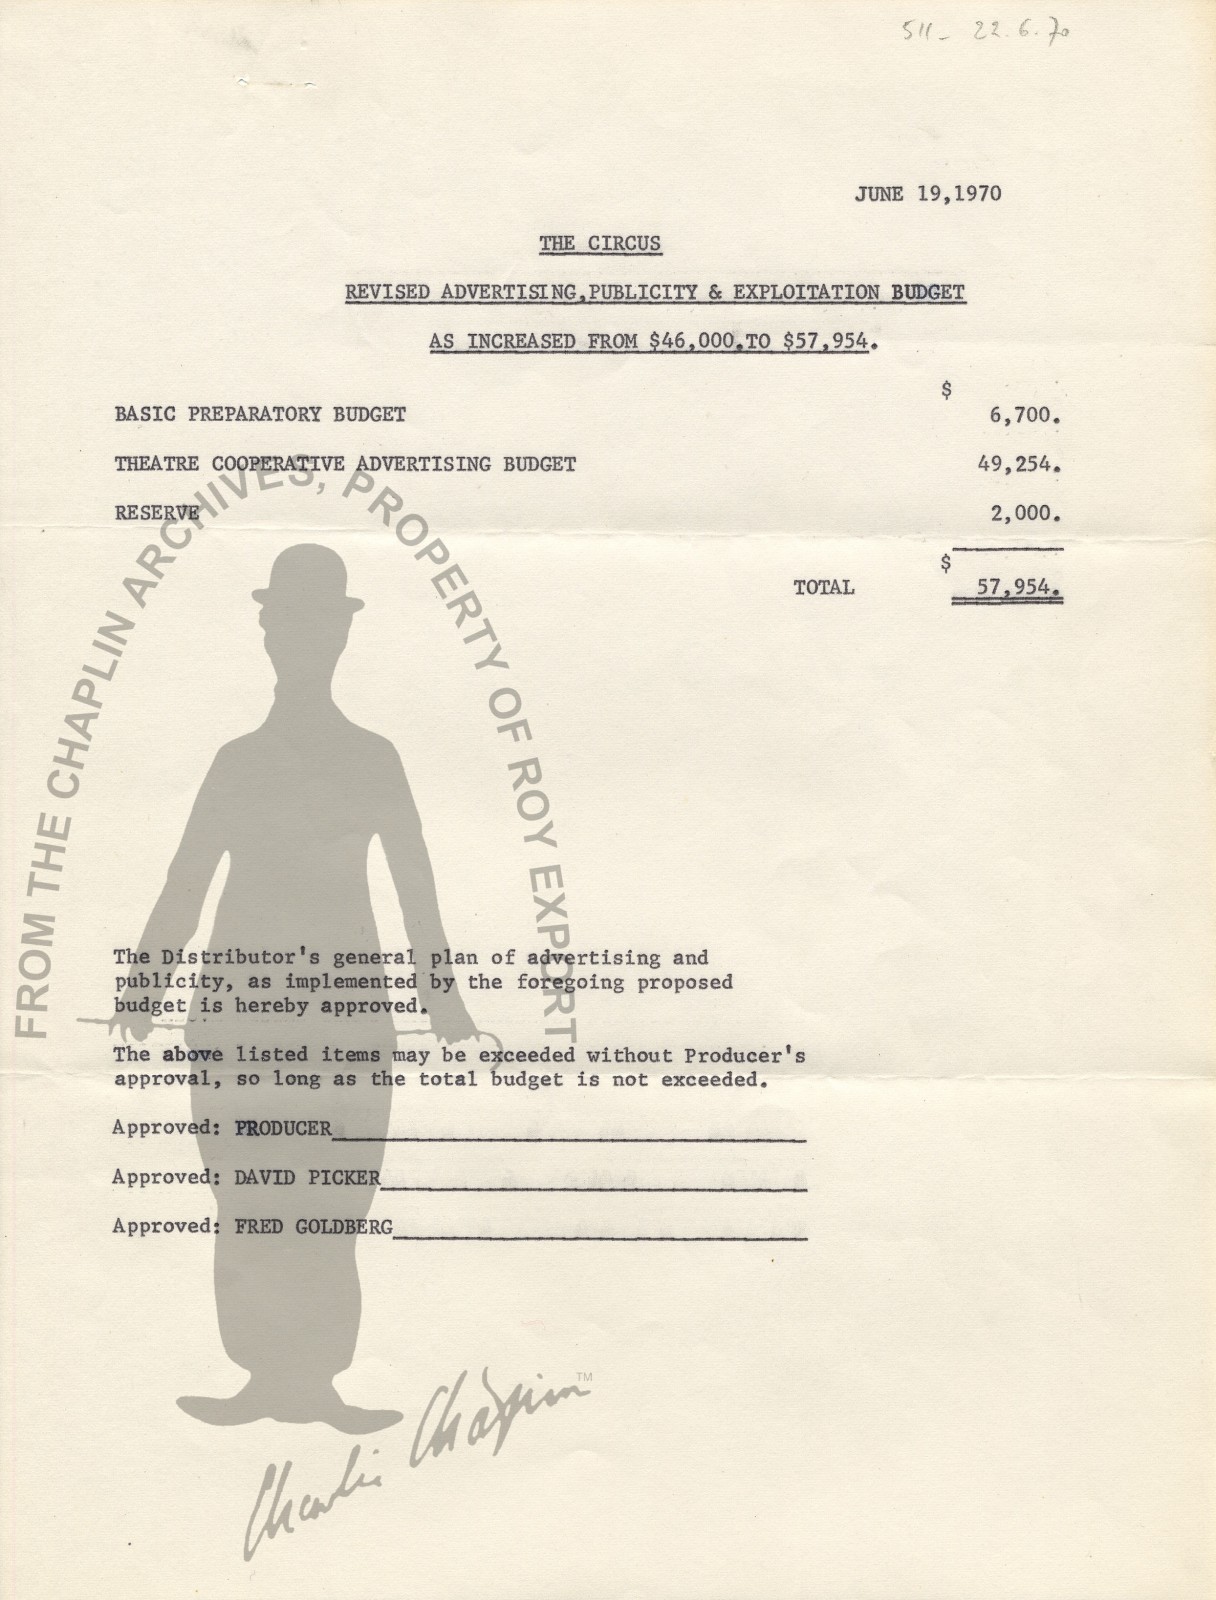 511- 22.6.70
JUNE 19,1970
THE CIRCUS
REVISED ADVERTISING,PUBLICITY & EXPLOITATION BUDGET
AS INCREASED FROM $46,000.TO $57,954.
$
BASIC PREPARATORY BUDGET 6,700.
THEATRE COOPERATIVE ADVERTISING BUDGET 49,254.
RESERVE 2,000.
$
TOTAL 57,954.
FROM THE CHAPLIN ARCHIVES, PROPERTY OF ROY EXPORT
The Distributor's general plan of advertising and
publicity, as implemented by the foregoing proposed
budget is hereby approved.
The above listed items may be exceeded without Producer's
approval, so long as the total budget is not exceeded.
Approved: PRODUCER
Approved: DAVID PICKER
Approved: FRED GOLDBERG
Charlie Chaplin TM